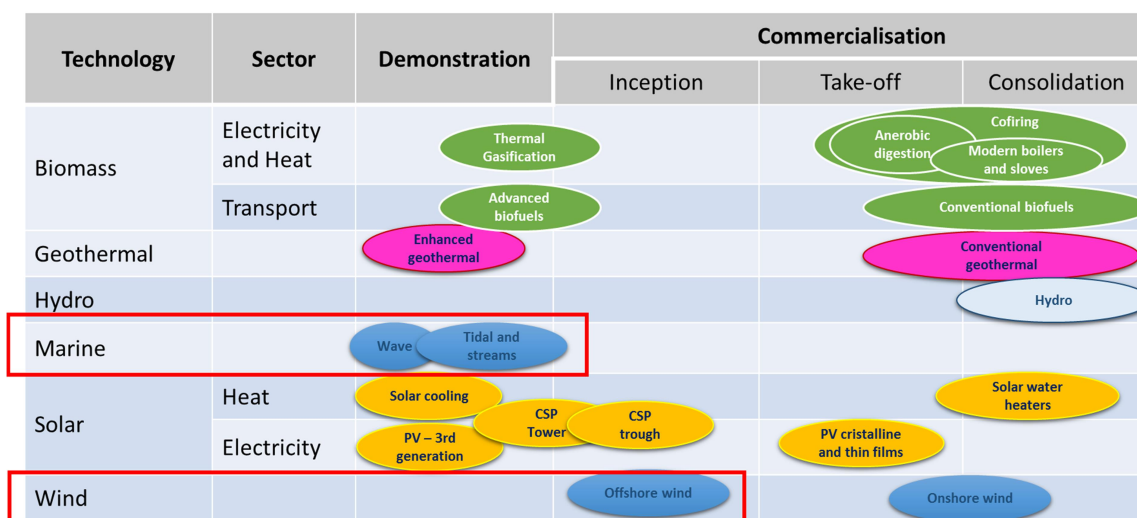 Technology
Sector
Demonstration
Commercialisation
Inception
Take-off
Consolidation
Biomass
Electricity
and Heat
Thermal
Gasification
Cofiring
Anerobic
digestion
Modern boilers
and sloves
Transport
Advanced
biofuels
Conventional biofuels
Geothermal
Enhanced
geothermal
Conventional
geothermal
Hydro
Hydro
Marine
Wave
Tidal and
streams
Solar
Heat
Solar cooling
Solar water
heaters
CSP
Tower
CSP
trough
Electricity
PV – 3rd
generation
PV cristalline
and thin films
Wind
Offshore wind
Onshore wind